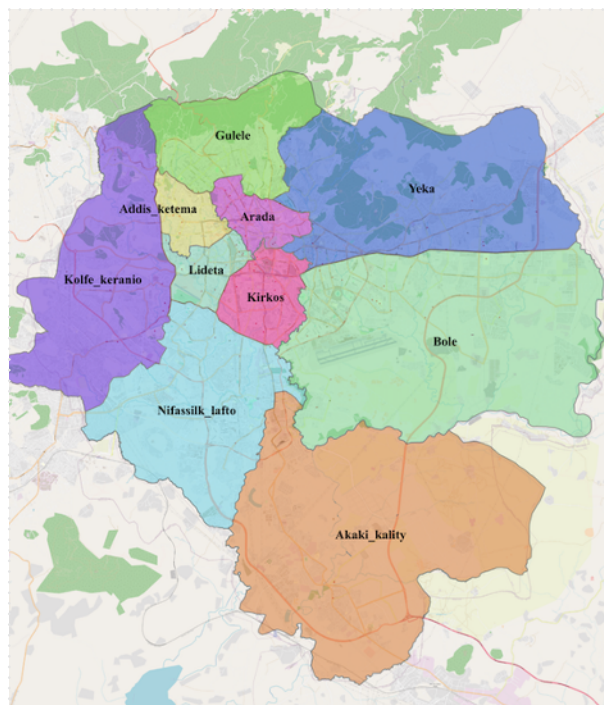 Gulele
Yeka
Addis_ketema
Arada
Lideta
Kolfe_keranio
Kirkos
Bole
Nifassilk_lafto
Akaki_kality